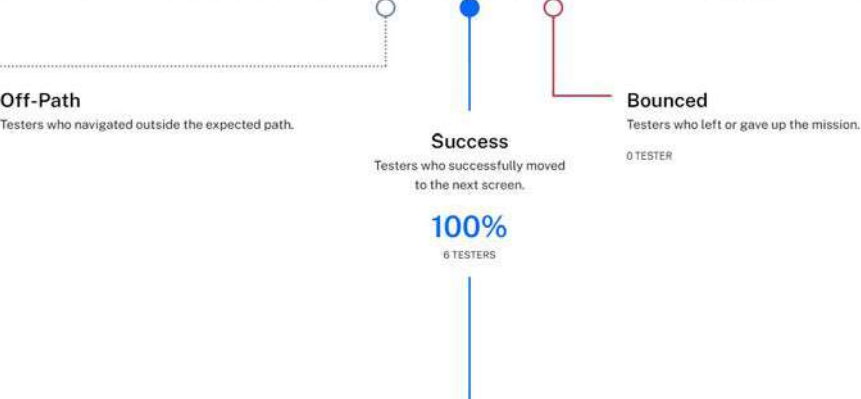 Off-Path
Testers who navigated outside the expected path.
Success
Testers who successfully moved
to the next screen.
100%
6 TESTERS
Bounced
Testers who left or gave up the mission.
0 TESTER